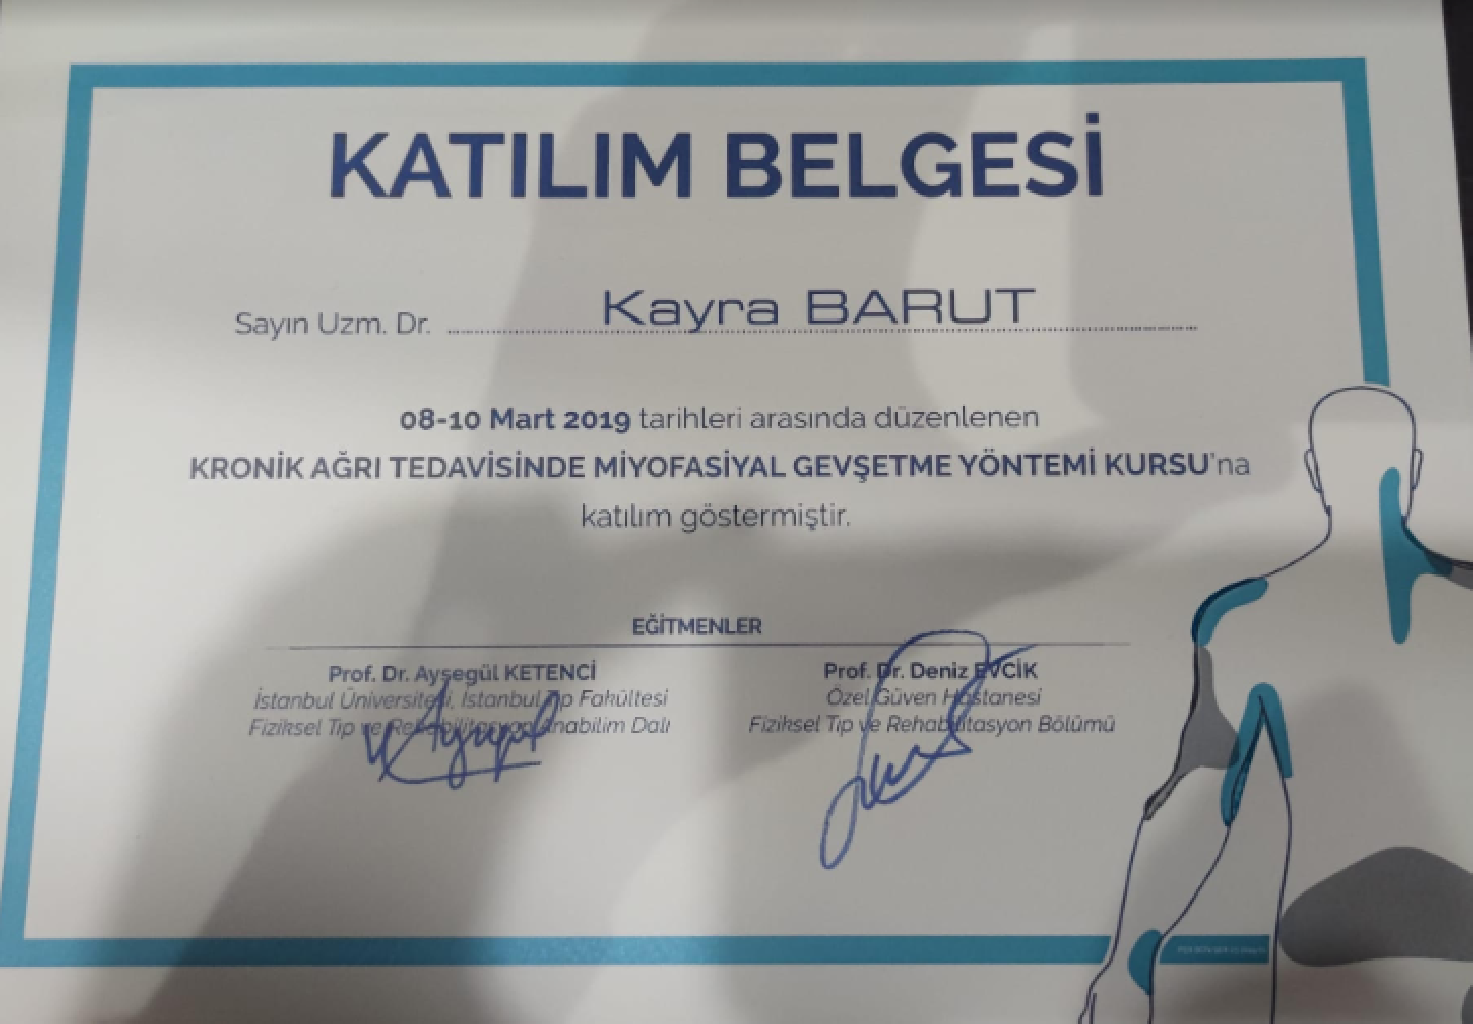 KATILIM BELGESİ
Sayın Uzm. Dr. Kayra BARUT
08-10 Mart 2019 tarihleri arasında düzenlenen
KRONİK AĞRI TEDAVİSİNDE MİYOFASİYAL GEVŞETME YÖNTEMİ KURSU'na
katılım göstermiştir.
EĞİTMENLER
Prof. Dr. Ayşegül KETENCİ
İstanbul Üniversitesi, İstanbul Tıp Fakültesi
Fiziksel Tıp ve Rehabilitasyon Anabilim Dalı
Prof. Dr. Deniz EVCİK
Özel Güven Hastanesi
Fiziksel Tıp ve Rehabilitasyon Bölümü